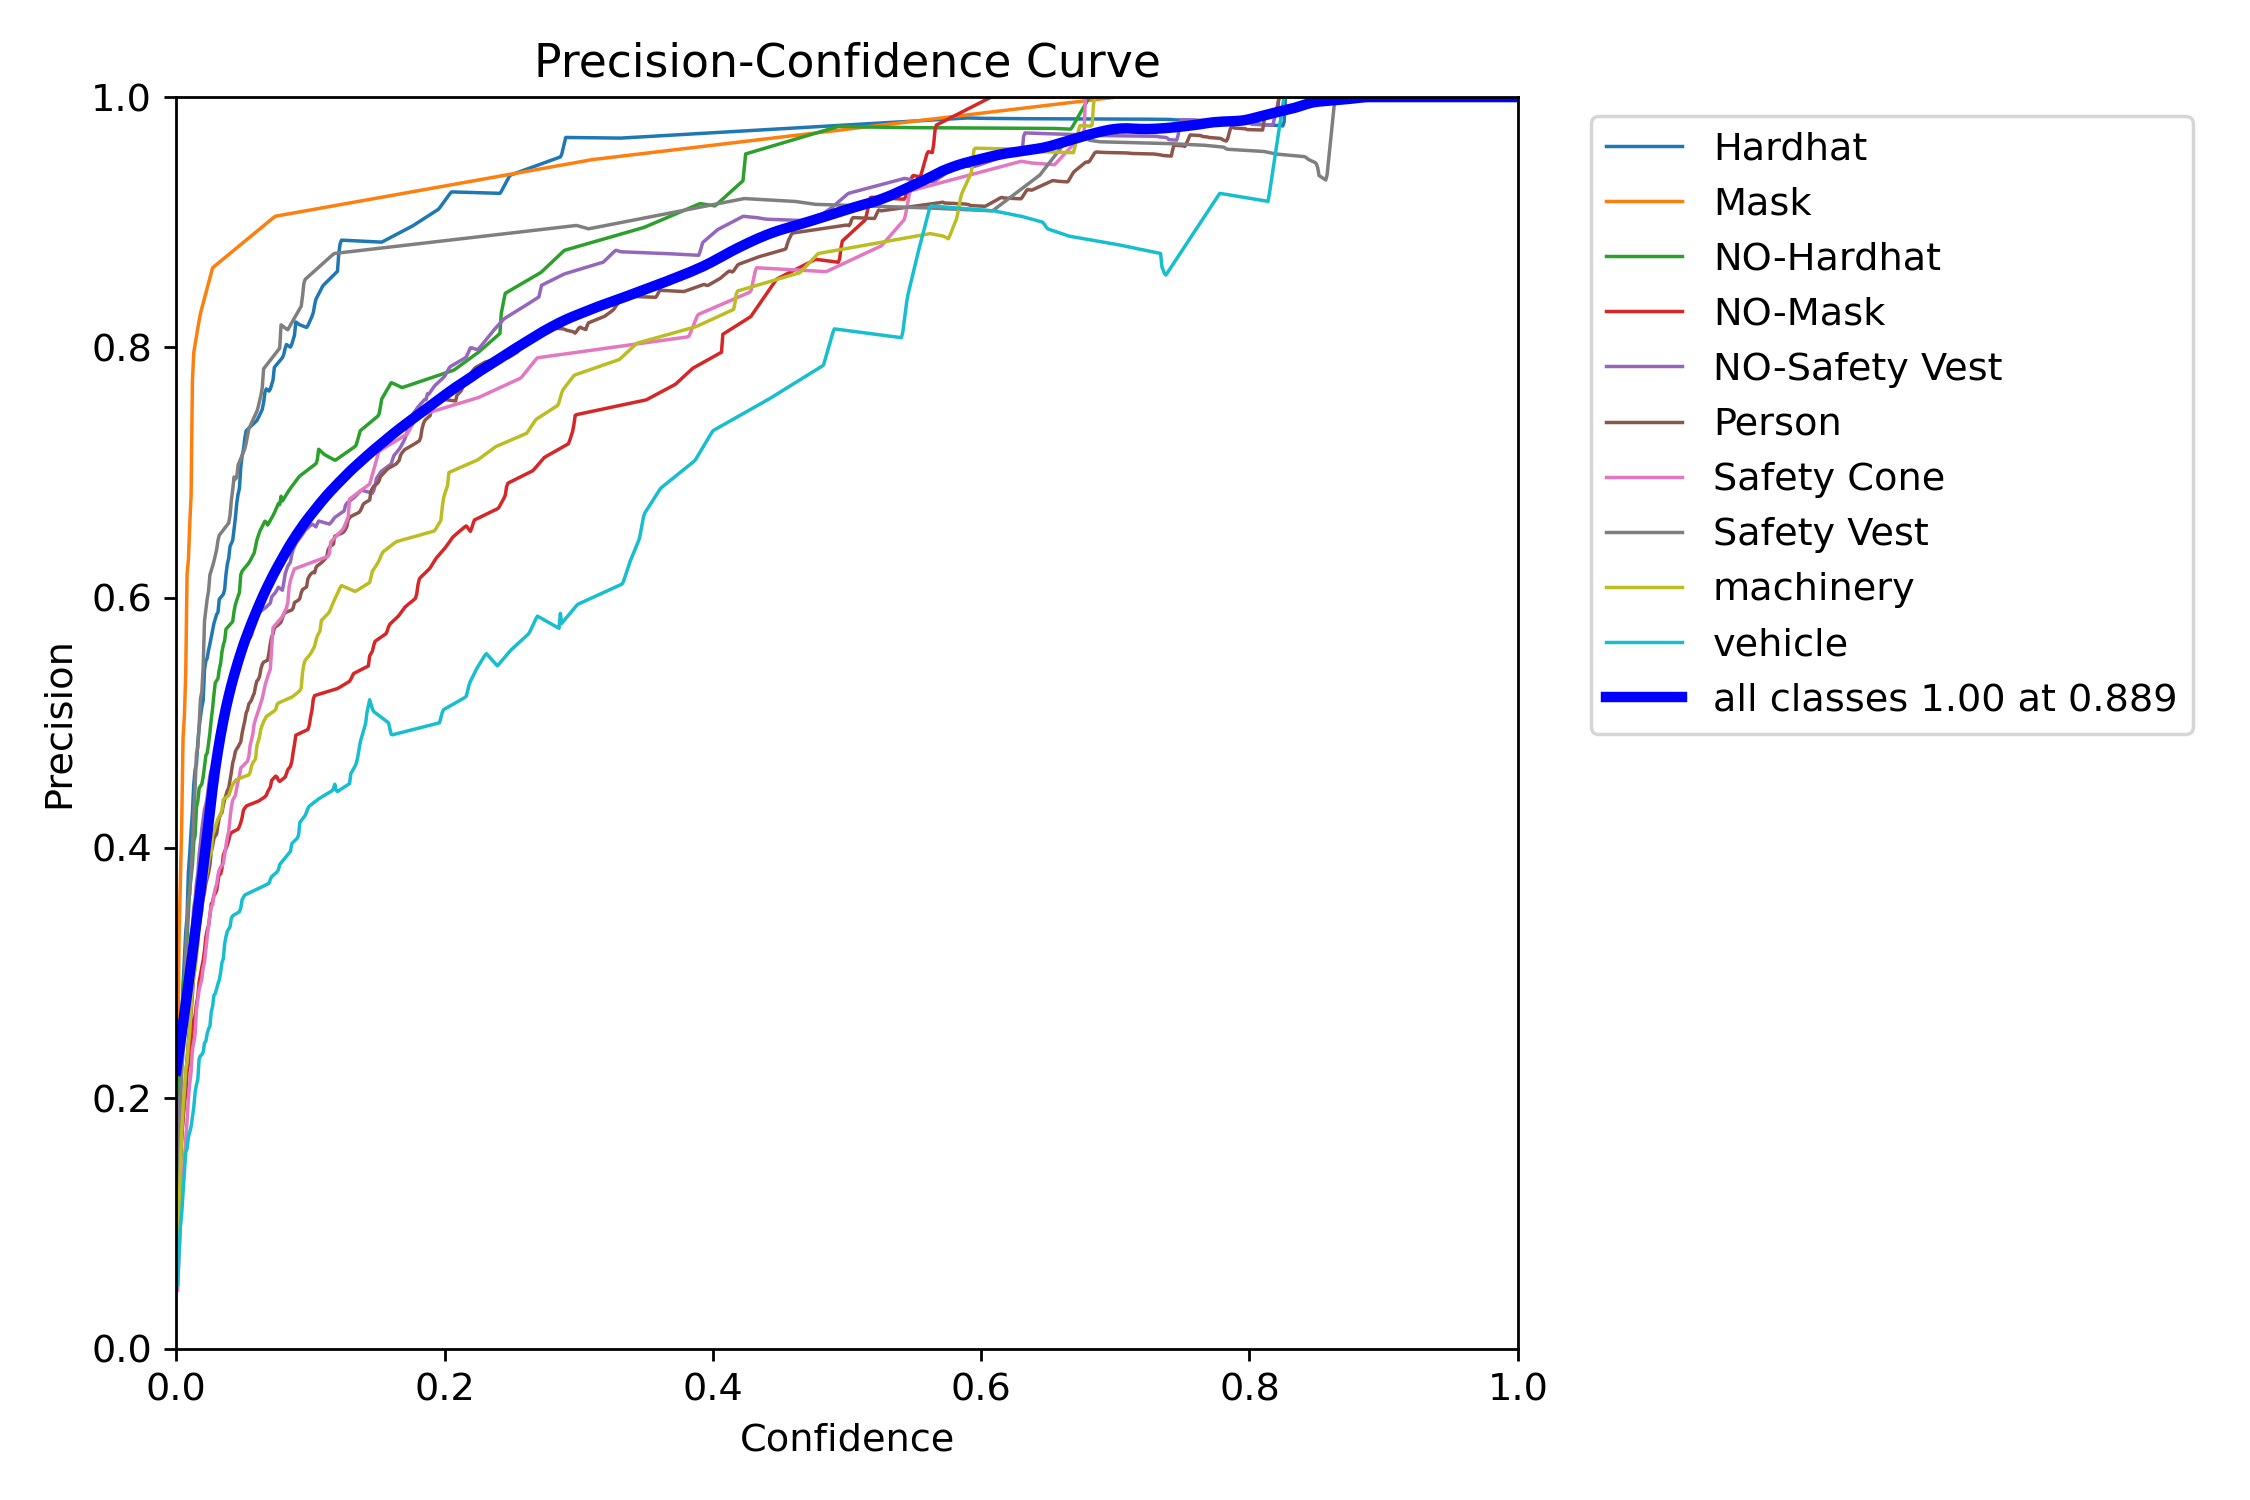 Precision-Confidence Curve
1.0
0.8
0.6
0.4
0.2
0.0
Precision
0.0 0.2 0.4 0.6 0.8 1.0
Confidence
Hardhat
Mask
NO-Hardhat
NO-Mask
NO-Safety Vest
Person
Safety Cone
Safety Vest
machinery
vehicle
all classes 1.00 at 0.889